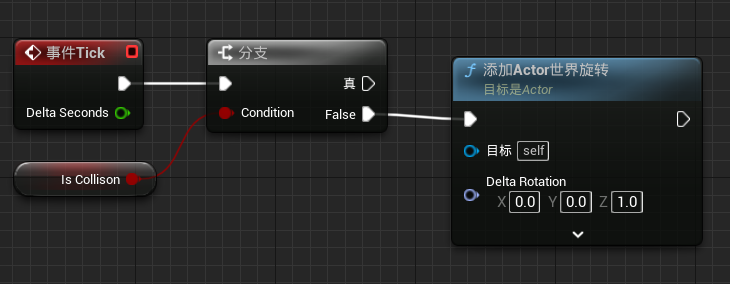 事件Tick
分支
真
Delta Seconds
Condition
False
Is Collison
f 添加Actor世界旋转
目标是Actor
目标 self
Delta Rotation
X 0.0 Y 0.0 Z 1.0